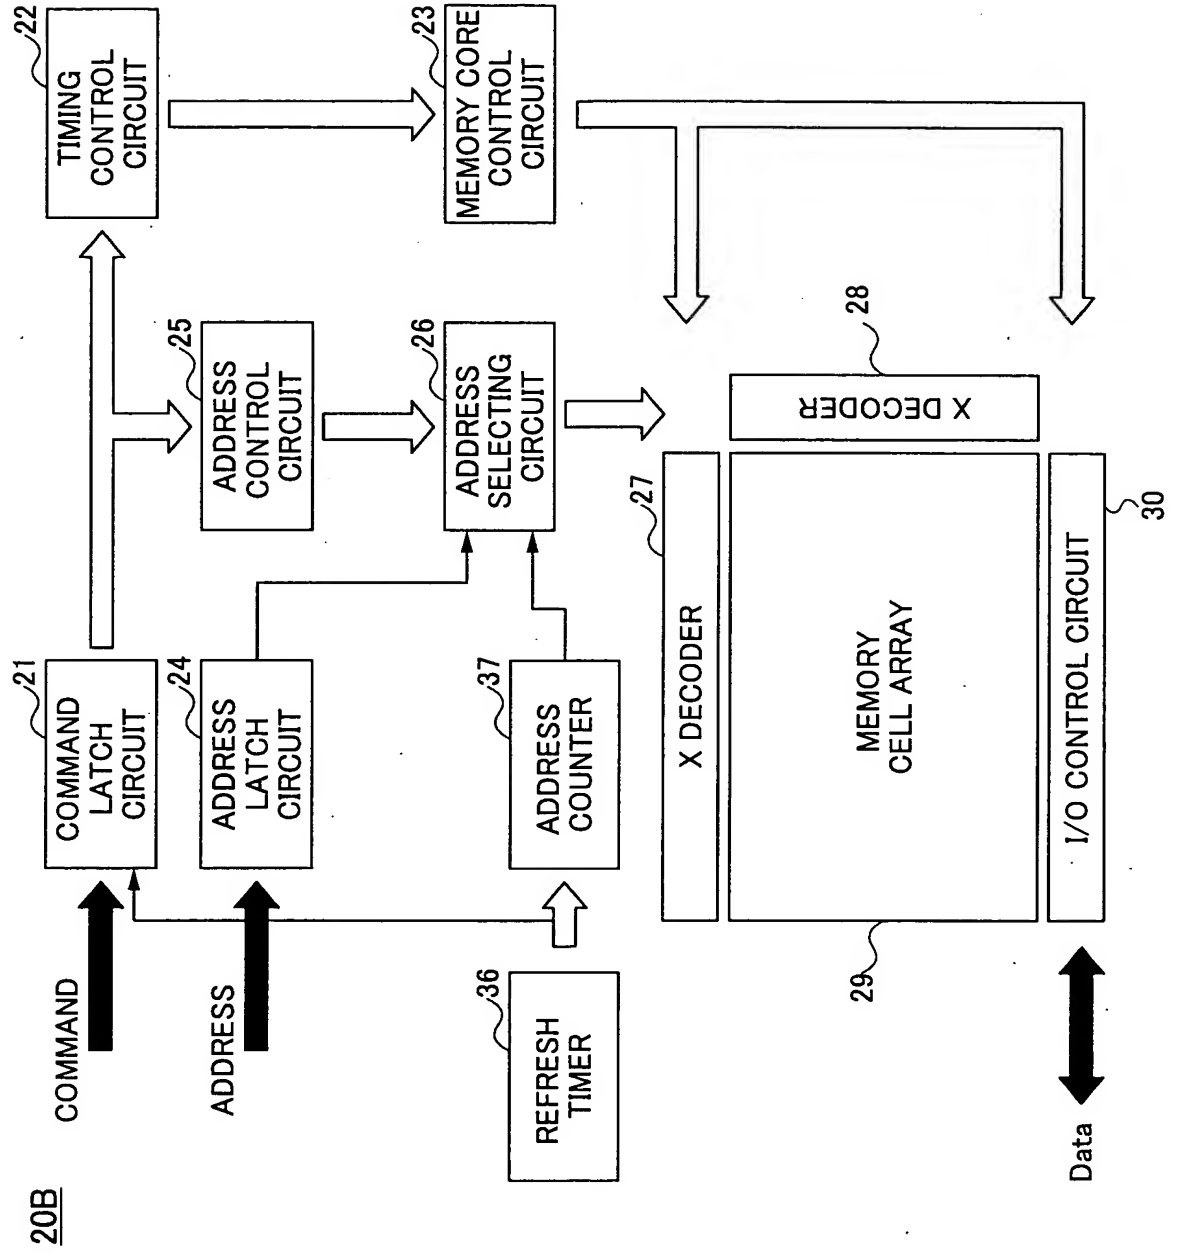 20B
COMMAND
21
COMMAND
LATCH
CIRCUIT
22
TIMING
CONTROL
CIRCUIT
ADDRESS
24
ADDRESS
LATCH
CIRCUIT
25
ADDRESS
CONTROL
CIRCUIT
23
MEMORY CORE
CONTROL
CIRCUIT
26
ADDRESS
SELECTING
CIRCUIT
36
REFRESH
TIMER
37
ADDRESS
COUNTER
27
X DECODER
28
X DECODER
29
MEMORY
CELL ARRAY
30
I/O CONTROL CIRCUIT
Data